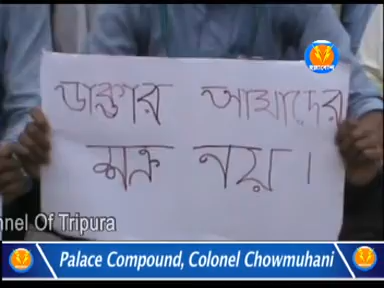 ডাক্তার আমাদের
শত্রু নয়।
nnel Of Tripura
Palace Compound, Colonel Chowmuhani